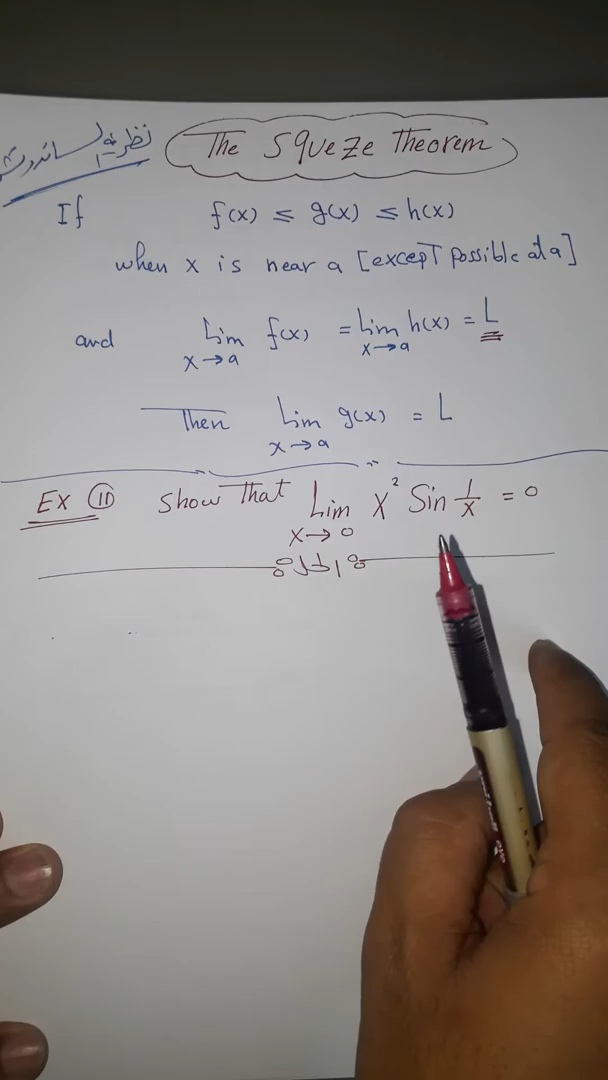 The Squeze Theorem
نظرية الساندوتش
If f(x) ≤ g(x) ≤ h(x)
when x is near a [except possible at a]
and Lim x→a f(x) = Lim x→a h(x) = L
Then Lim x→a g(x) = L
Ex 11 Show that Lim x→0 x² Sin 1/x = 0